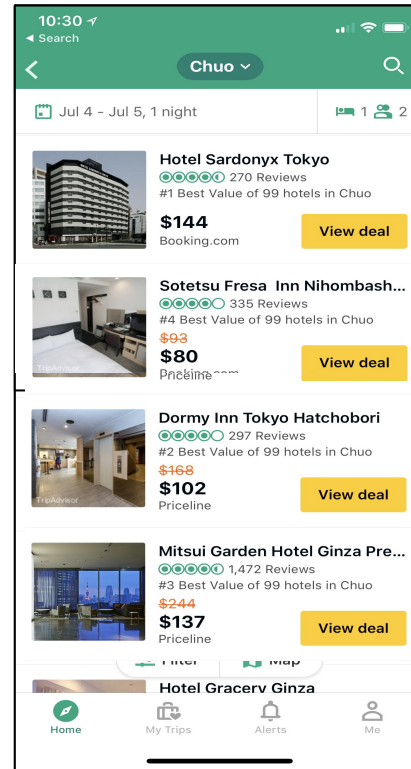 10:30
Search
Chuo
Jul 4 - Jul 5, 1 night
1 2
Hotel Sardonyx Tokyo
270 Reviews
#1 Best Value of 99 hotels in Chuo
$144
Booking.com
View deal
Sotetsu Fresa Inn Nihombash...
335 Reviews
#4 Best Value of 99 hotels in Chuo
$93
$80
Booking.com
Priceline
View deal
TripAdvisor
Dormy Inn Tokyo Hatchobori
297 Reviews
#2 Best Value of 99 hotels in Chuo
$168
$102
Priceline
View deal
TripAdvisor
Mitsui Garden Hotel Ginza Pre...
1,472 Reviews
#3 Best Value of 99 hotels in Chuo
$244
$137
Priceline
View deal
Filter Map
Hotel Gracery Ginza
Home My Trips Alerts Me